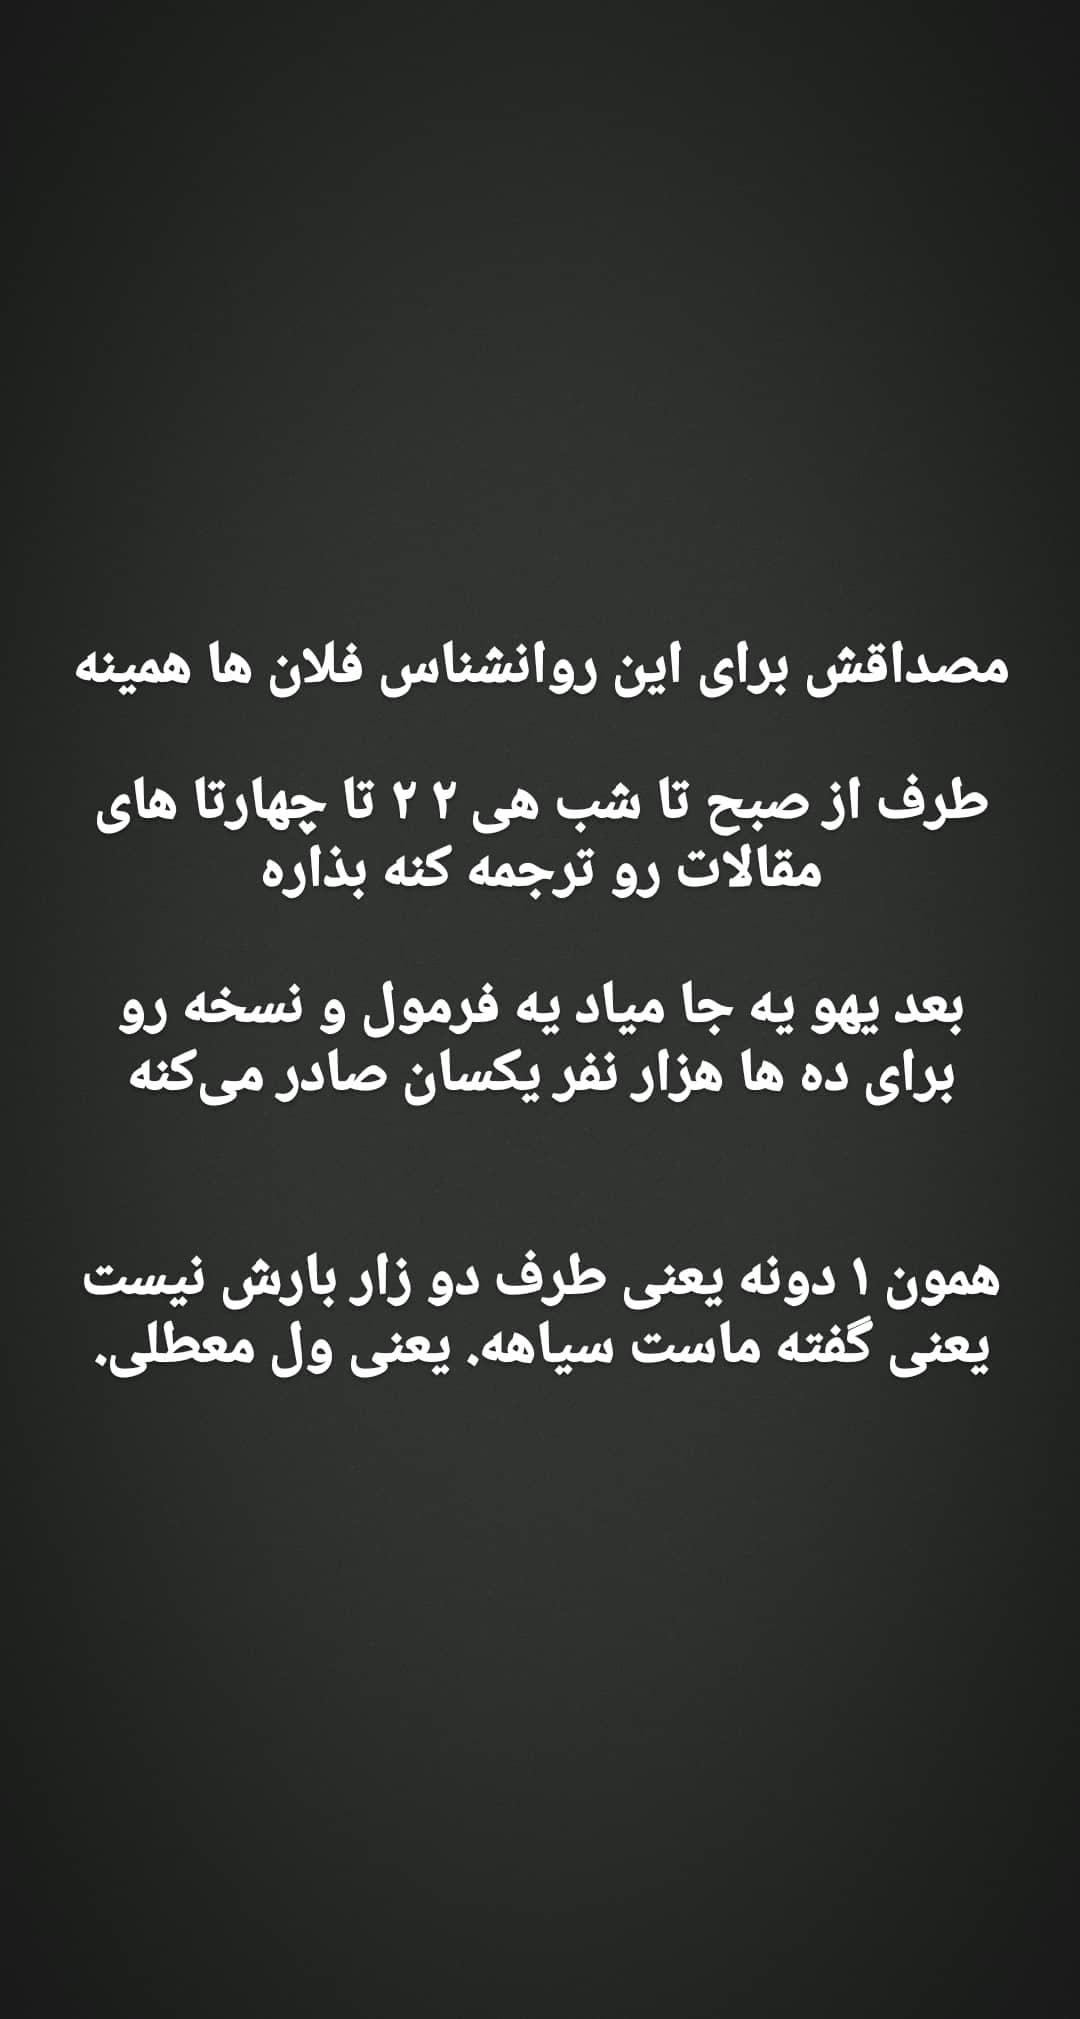 مصداقش برای این روانشناس فلان ها همینه
طرف از صبح تا شب هی ۲ ۲ تا چهارتا های
مقالات رو ترجمه کنه بذاره
بعد یهو یه جا میاد یه فرمول و نسخه رو
برای ده ها هزار نفر یکسان صادر می‌کنه
همون ۱ دونه یعنی طرف دو زار بارش نیست
یعنی گفته ماست سیاهه. یعنی ول معطلی.